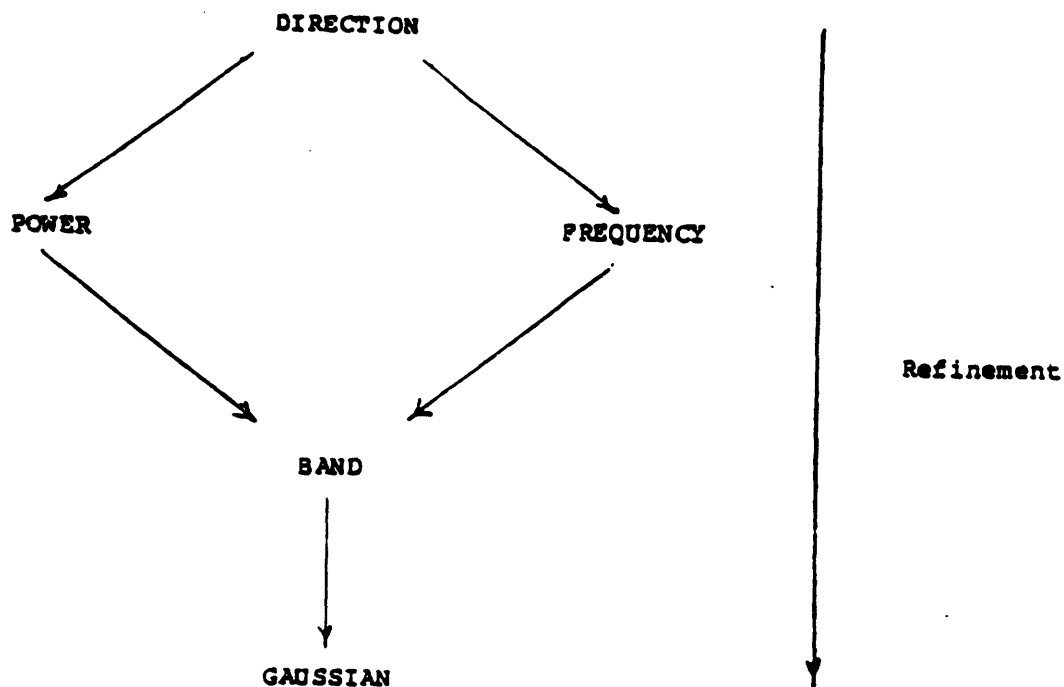 DIRECTION
POWER
FREQUENCY
Refinement
BAND
GAUSSIAN